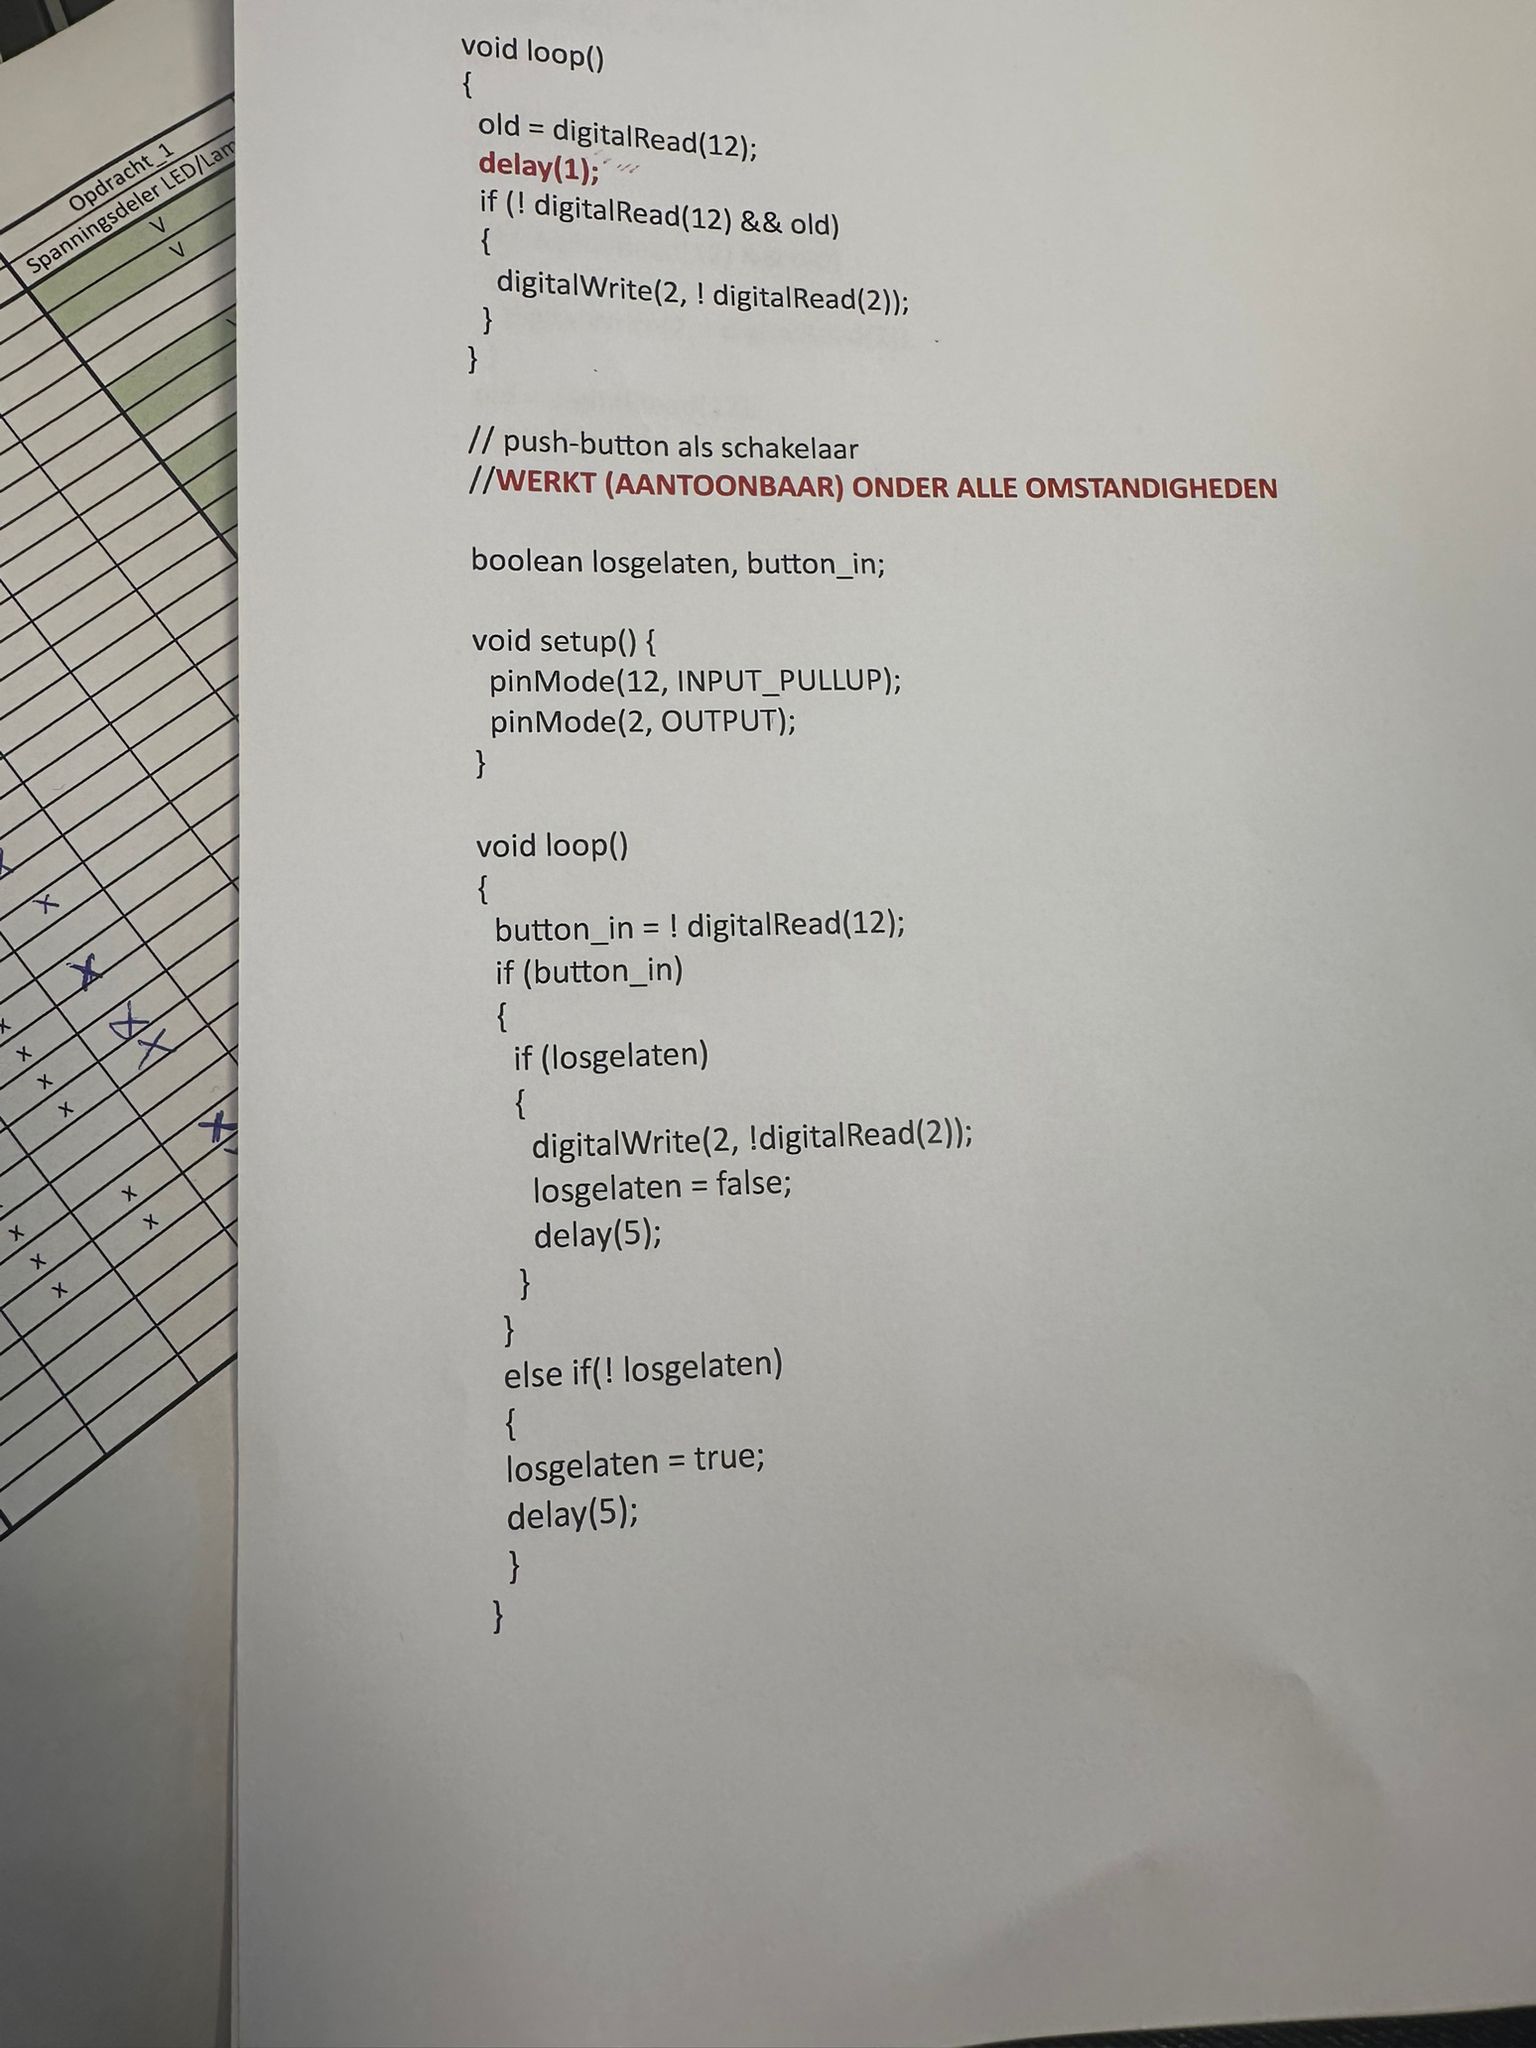 Opdracht_1
Spanningsdeler LED/Lam
V
V
void loop()
{
old = digitalRead(12);
delay(1);
if (! digitalRead(12) && old)
{
digitalWrite(2, ! digitalRead(2));
}
}
// push-button als schakelaar
//WERKT (AANTOONBAAR) ONDER ALLE OMSTANDIGHEDEN
boolean losgelaten, button_in;
void setup() {
pinMode(12, INPUT_PULLUP);
pinMode(2, OUTPUT);
}
void loop()
{
button_in = ! digitalRead(12);
if (button_in)
{
if (losgelaten)
{
digitalWrite(2, !digitalRead(2));
losgelaten = false;
delay(5);
}
}
else if(! losgelaten)
{
losgelaten = true;
delay(5);
}
}
x
x
x
x
x
x
x
x
x
x
x
x
x